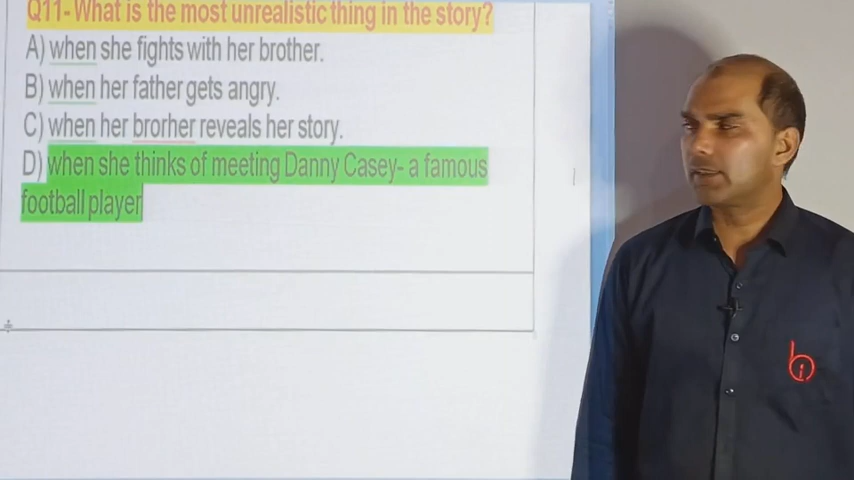 Q11- What is the most unrealistic thing in the story?
A) when she fights with her brother.
B) when her father gets angry.
C) when her brorher reveals her story.
D) when she thinks of meeting Danny Casey- a famous
football player
bi